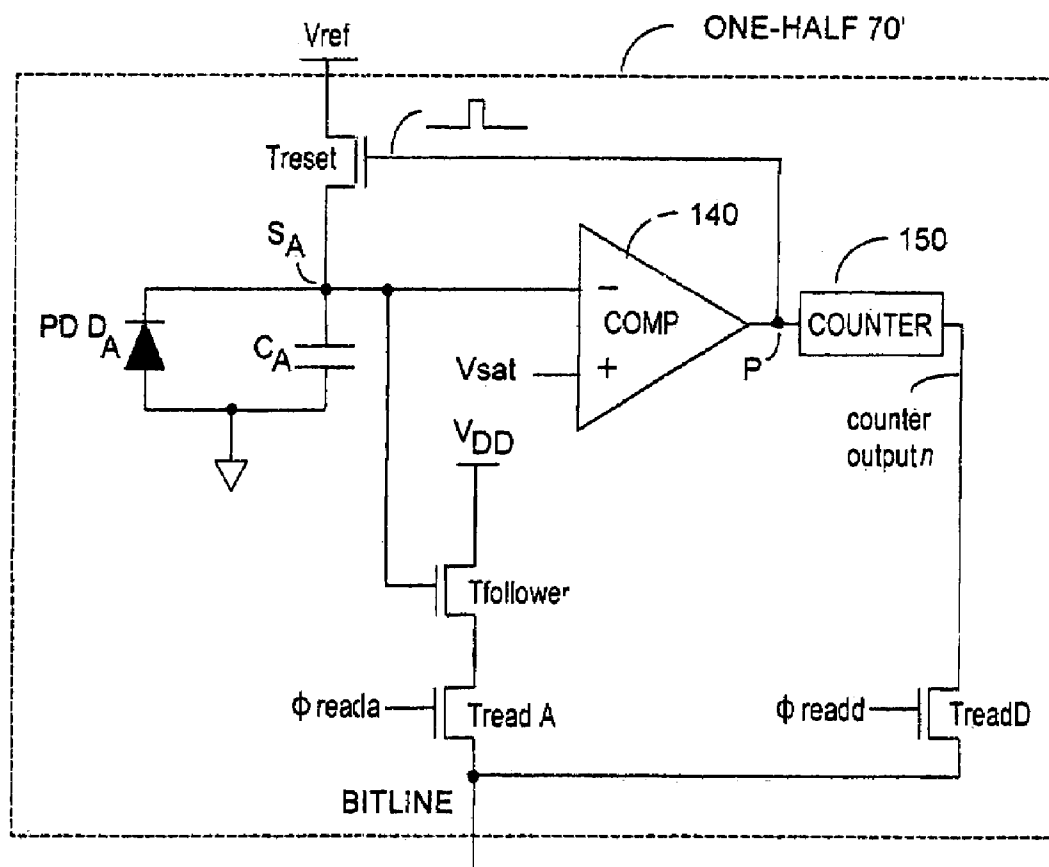 ONE-HALF 70'
Vref
Treset
SA
140
150
PD DA
CA
COMP
COUNTER
−
+
Vsat
P
VDD
counter
output n
Tfollower
ϕ reada
Tread A
ϕ readd
TreadD
BITLINE